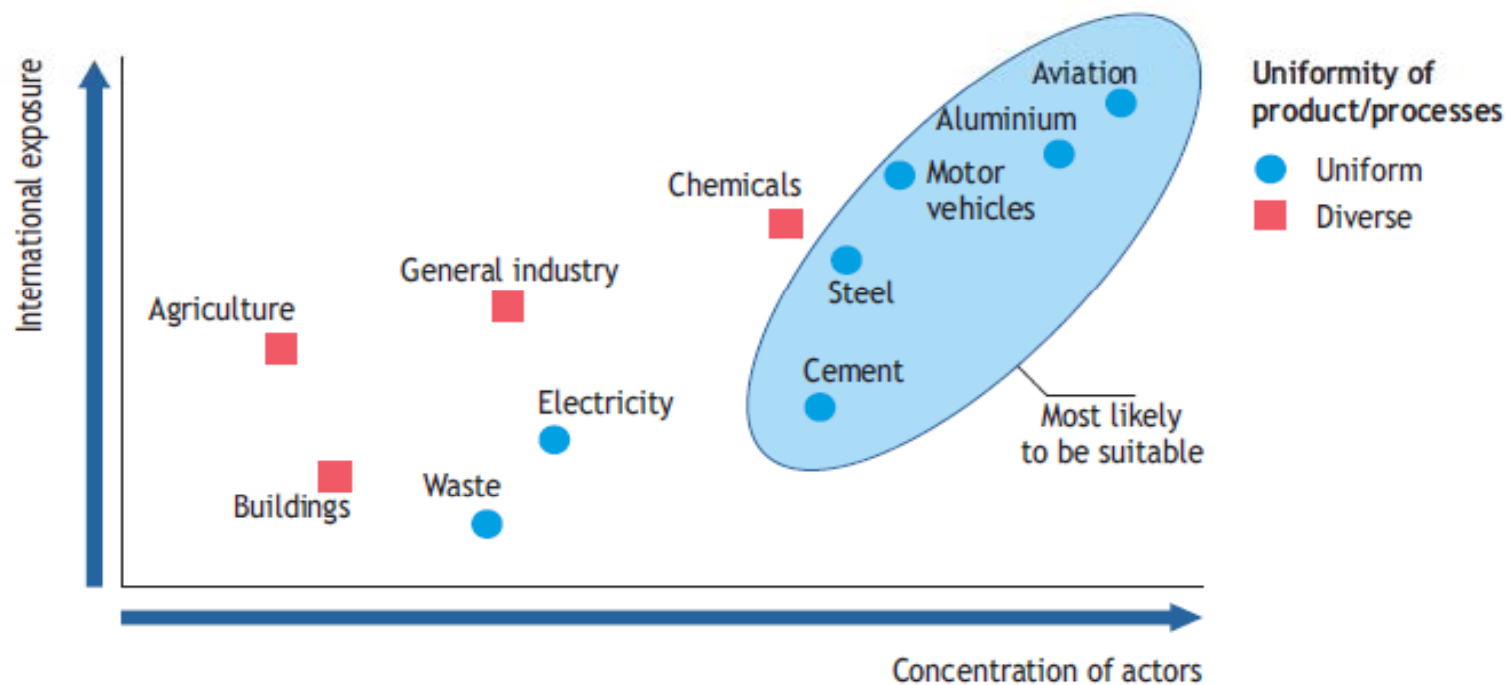 International exposure
Aviation
Aluminium
Motor
vehicles
Chemicals
Steel
General industry
Agriculture
Cement
Electricity
Waste
Buildings
Most likely
to be suitable
Concentration of actors
Uniformity of
product/processes
Uniform
Diverse